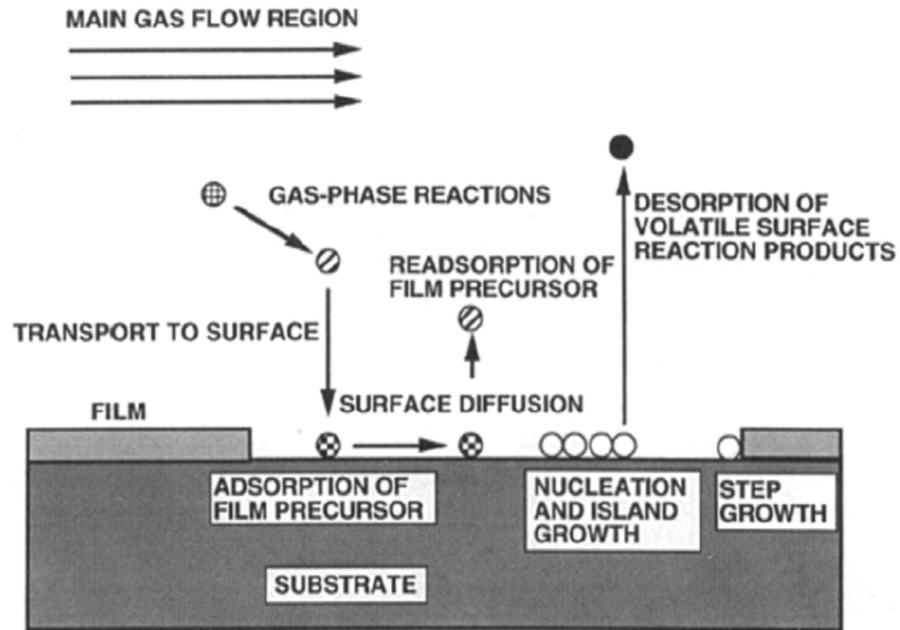 MAIN GAS FLOW REGION
GAS-PHASE REACTIONS
DESORPTION OF
VOLATILE SURFACE
REACTION PRODUCTS
READSORPTION OF
FILM PRECURSOR
TRANSPORT TO SURFACE
SURFACE DIFFUSION
FILM
ADSORPTION OF
FILM PRECURSOR
NUCLEATION
AND ISLAND
GROWTH
STEP
GROWTH
SUBSTRATE